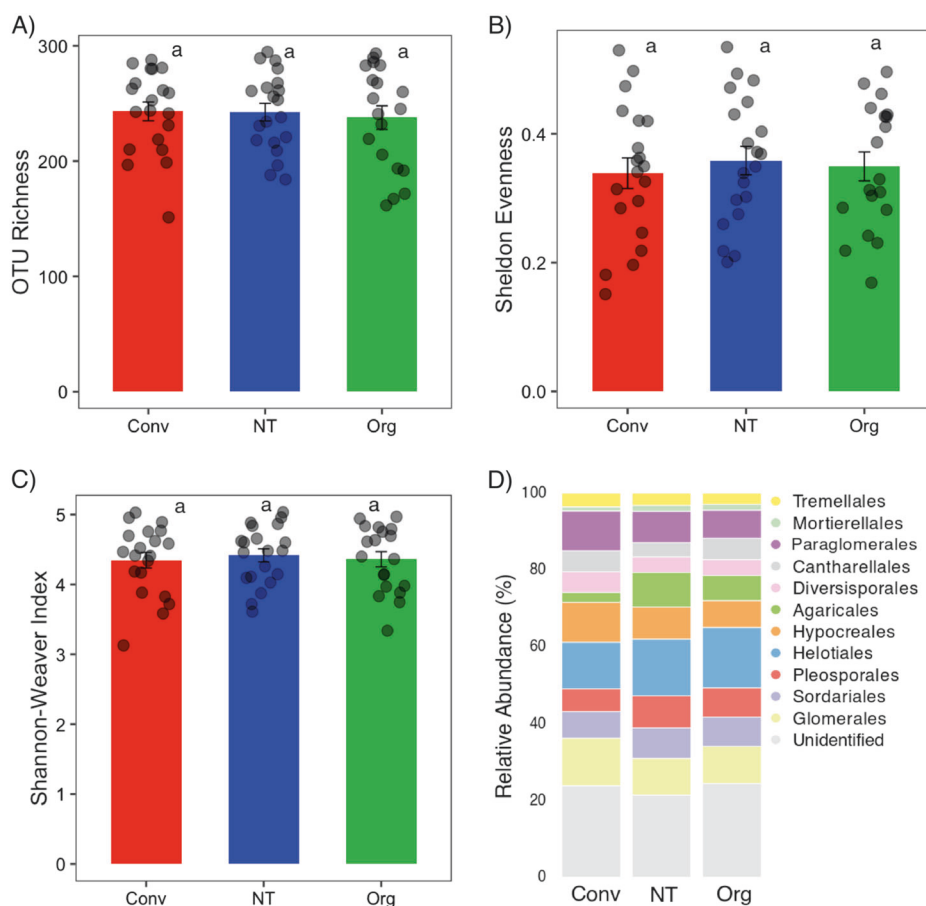 A)
OTU Richness
300
200
100
0
a
a
a
Conv
NT
Org
B)
Sheldon Evenness
0.4
0.2
0.0
a
a
a
Conv
NT
Org
C)
Shannon-Weaver Index
5
4
3
2
1
0
a
a
a
Conv
NT
Org
D)
Relative Abundance (%)
100
80
60
40
20
0
Conv
NT
Org
Tremellales
Mortierellales
Paraglomerales
Cantharellales
Diversisporales
Agaricales
Hypocreales
Helotiales
Pleosporales
Sordariales
Glomerales
Unidentified